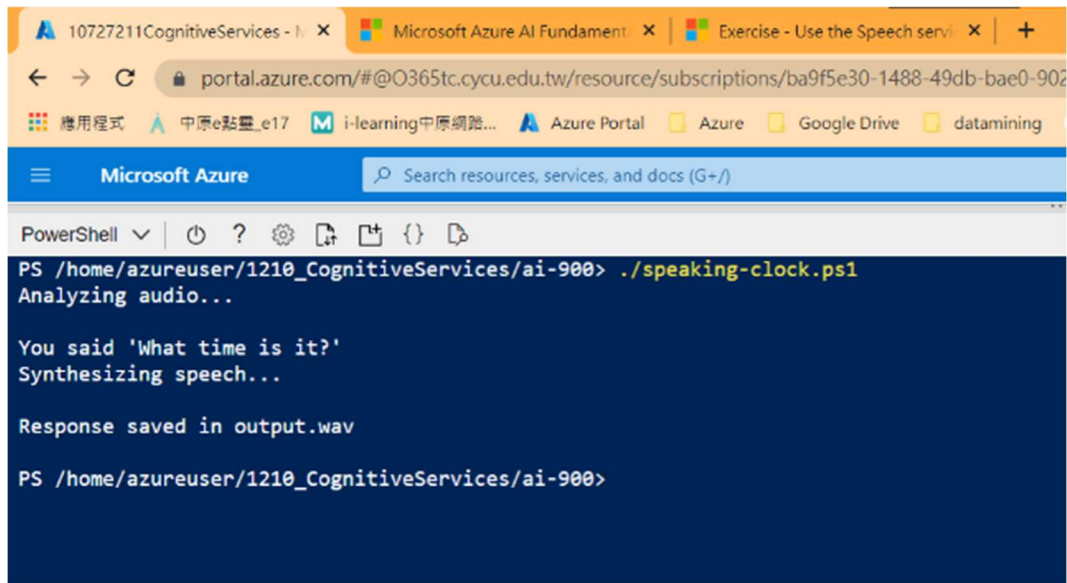 10727211CognitiveServices - M
Microsoft Azure AI Fundament
Exercise - Use the Speech servi
portal.azure.com/#@O365tc.cycu.edu.tw/resource/subscriptions/ba9f5e30-1488-49db-bae0-902
應用程式 中原e點靈_e17 i-learning中原網路... Azure Portal Azure Google Drive datamining
Microsoft Azure Search resources, services, and docs (G+/)
PowerShell
PS /home/azureuser/1210_CognitiveServices/ai-900> ./speaking-clock.ps1
Analyzing audio...
You said 'What time is it?'
Synthesizing speech...
Response saved in output.wav
PS /home/azureuser/1210_CognitiveServices/ai-900>